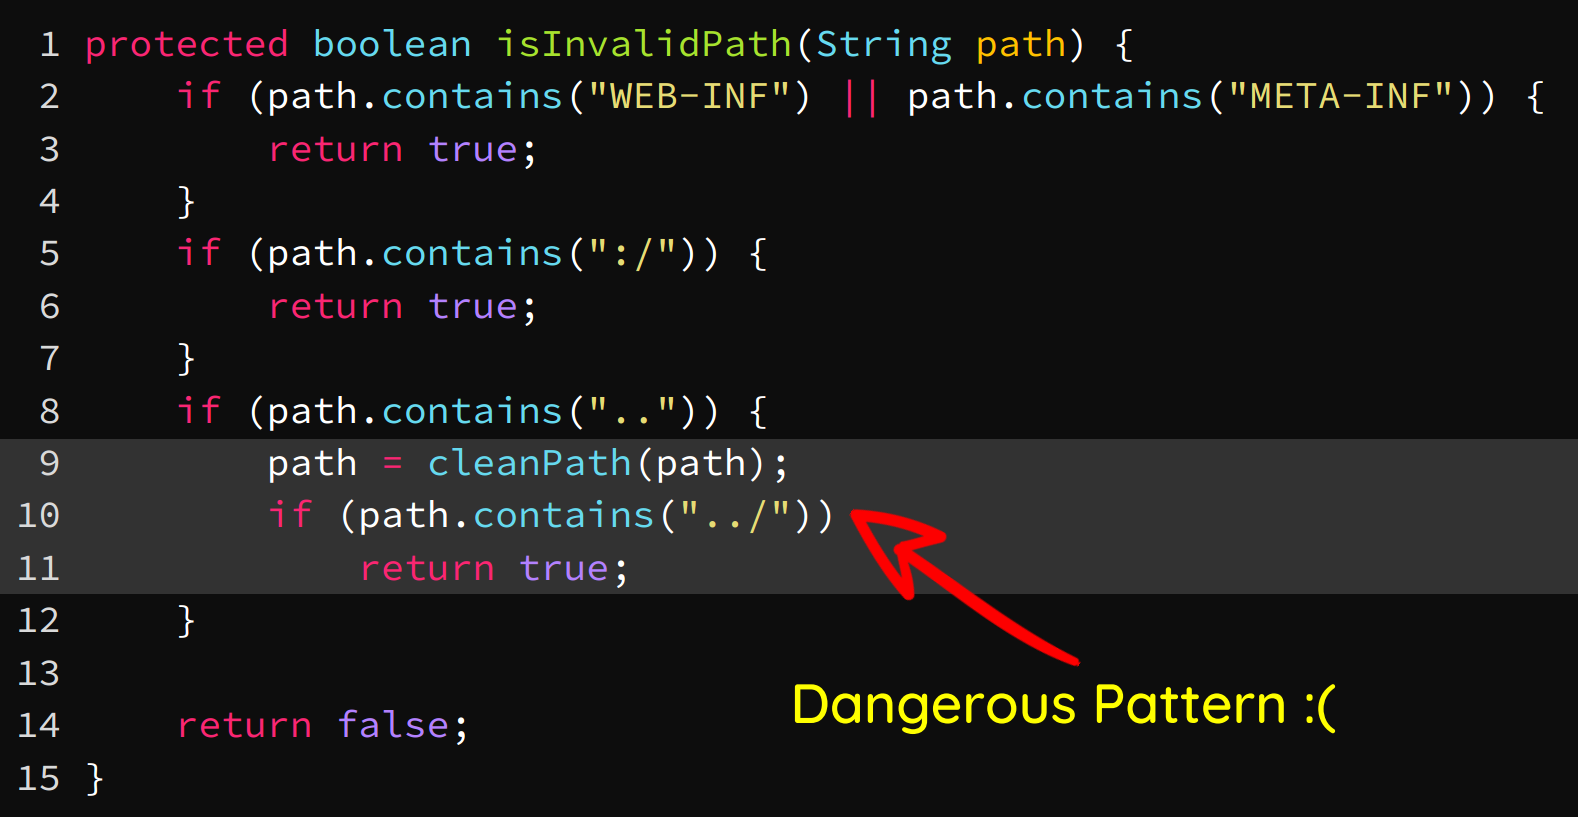 1 protected boolean isInvalidPath(String path) {
2     if (path.contains("WEB-INF") || path.contains("META-INF")) {
3         return true;
4     }
5     if (path.contains(":/")) {
6         return true;
7     }
8     if (path.contains("..")) {
9         path = cleanPath(path);
10         if (path.contains("../"))
11             return true;
12     }
13
Dangerous Pattern :(
14     return false;
15 }